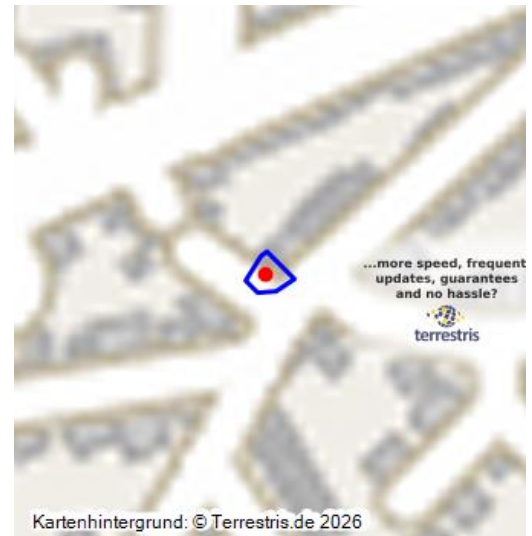 ...more speed, frequent
updates, guarantees
and no hassle?
terrestris
Kartenhintergrund: © Terrestris.de 2026